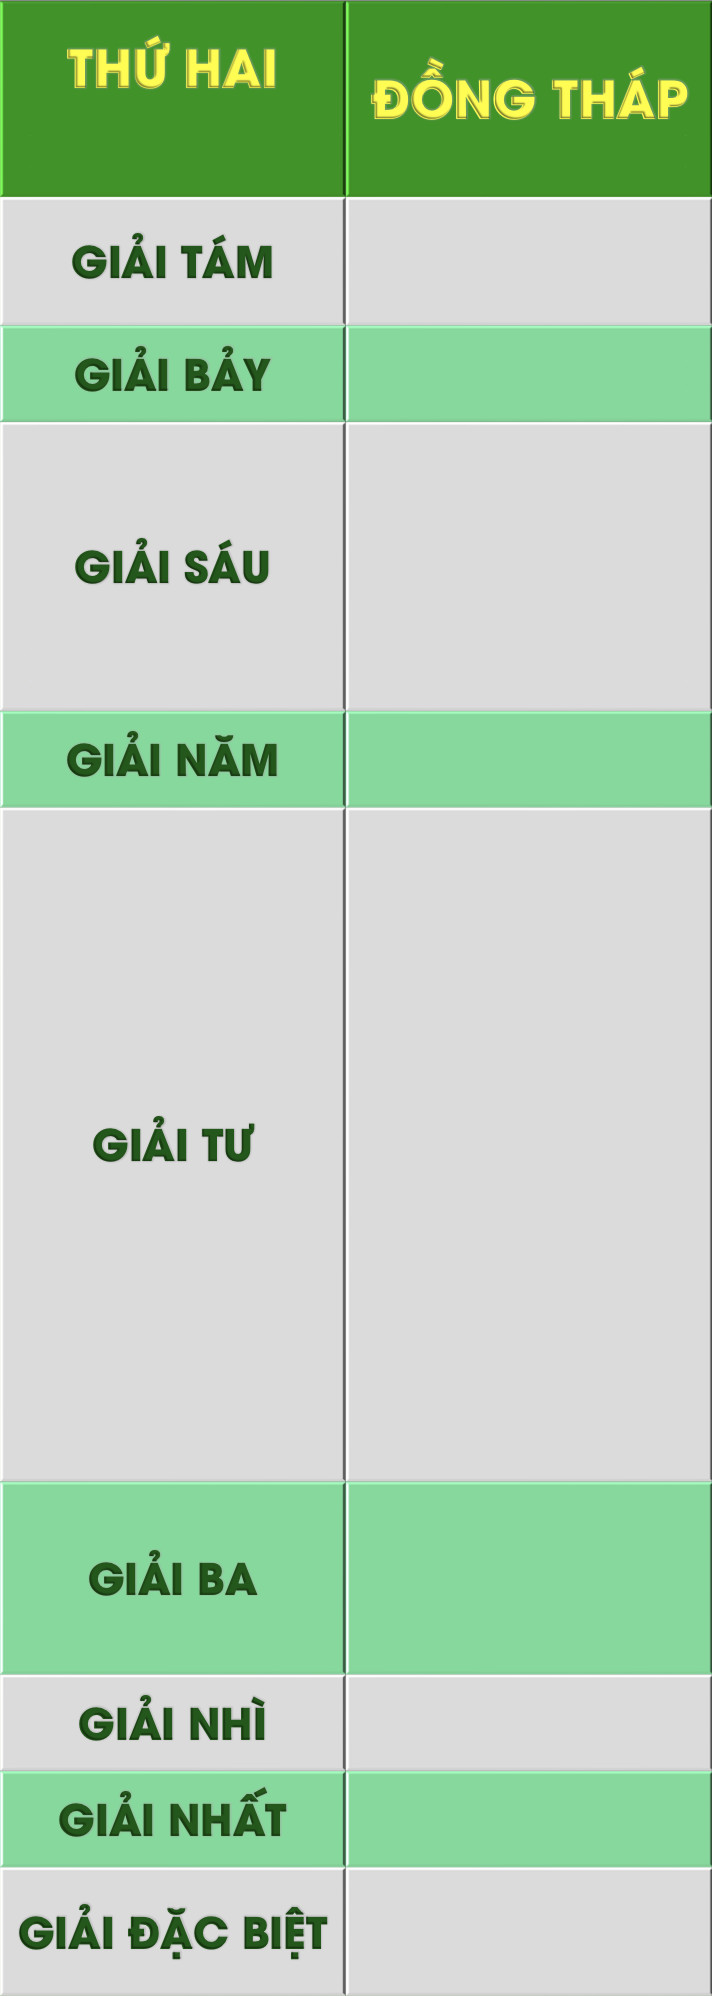 THỨ HAI
ĐỒNG THÁP
GIẢI TÁM
GIẢI BẢY
GIẢI SÁU
GIẢI NĂM
GIẢI TƯ
GIẢI BA
GIẢI NHÌ
GIẢI NHẤT
GIẢI ĐẶC BIỆT